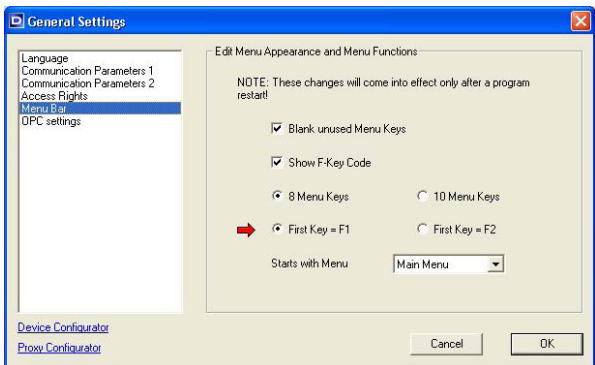 General Settings
Language
Communication Parameters 1
Communication Parameters 2
Access Rights
Menu Bar
OPC settings
Device Configurator
Proxy Configurator
Edit Menu Appearance and Menu Functions
NOTE: These changes will come into effect only after a program
restart!
Blank unused Menu Keys
Show F-Key Code
8 Menu Keys 10 Menu Keys
First Key = F1 First Key = F2
Starts with Menu Main Menu
Cancel OK